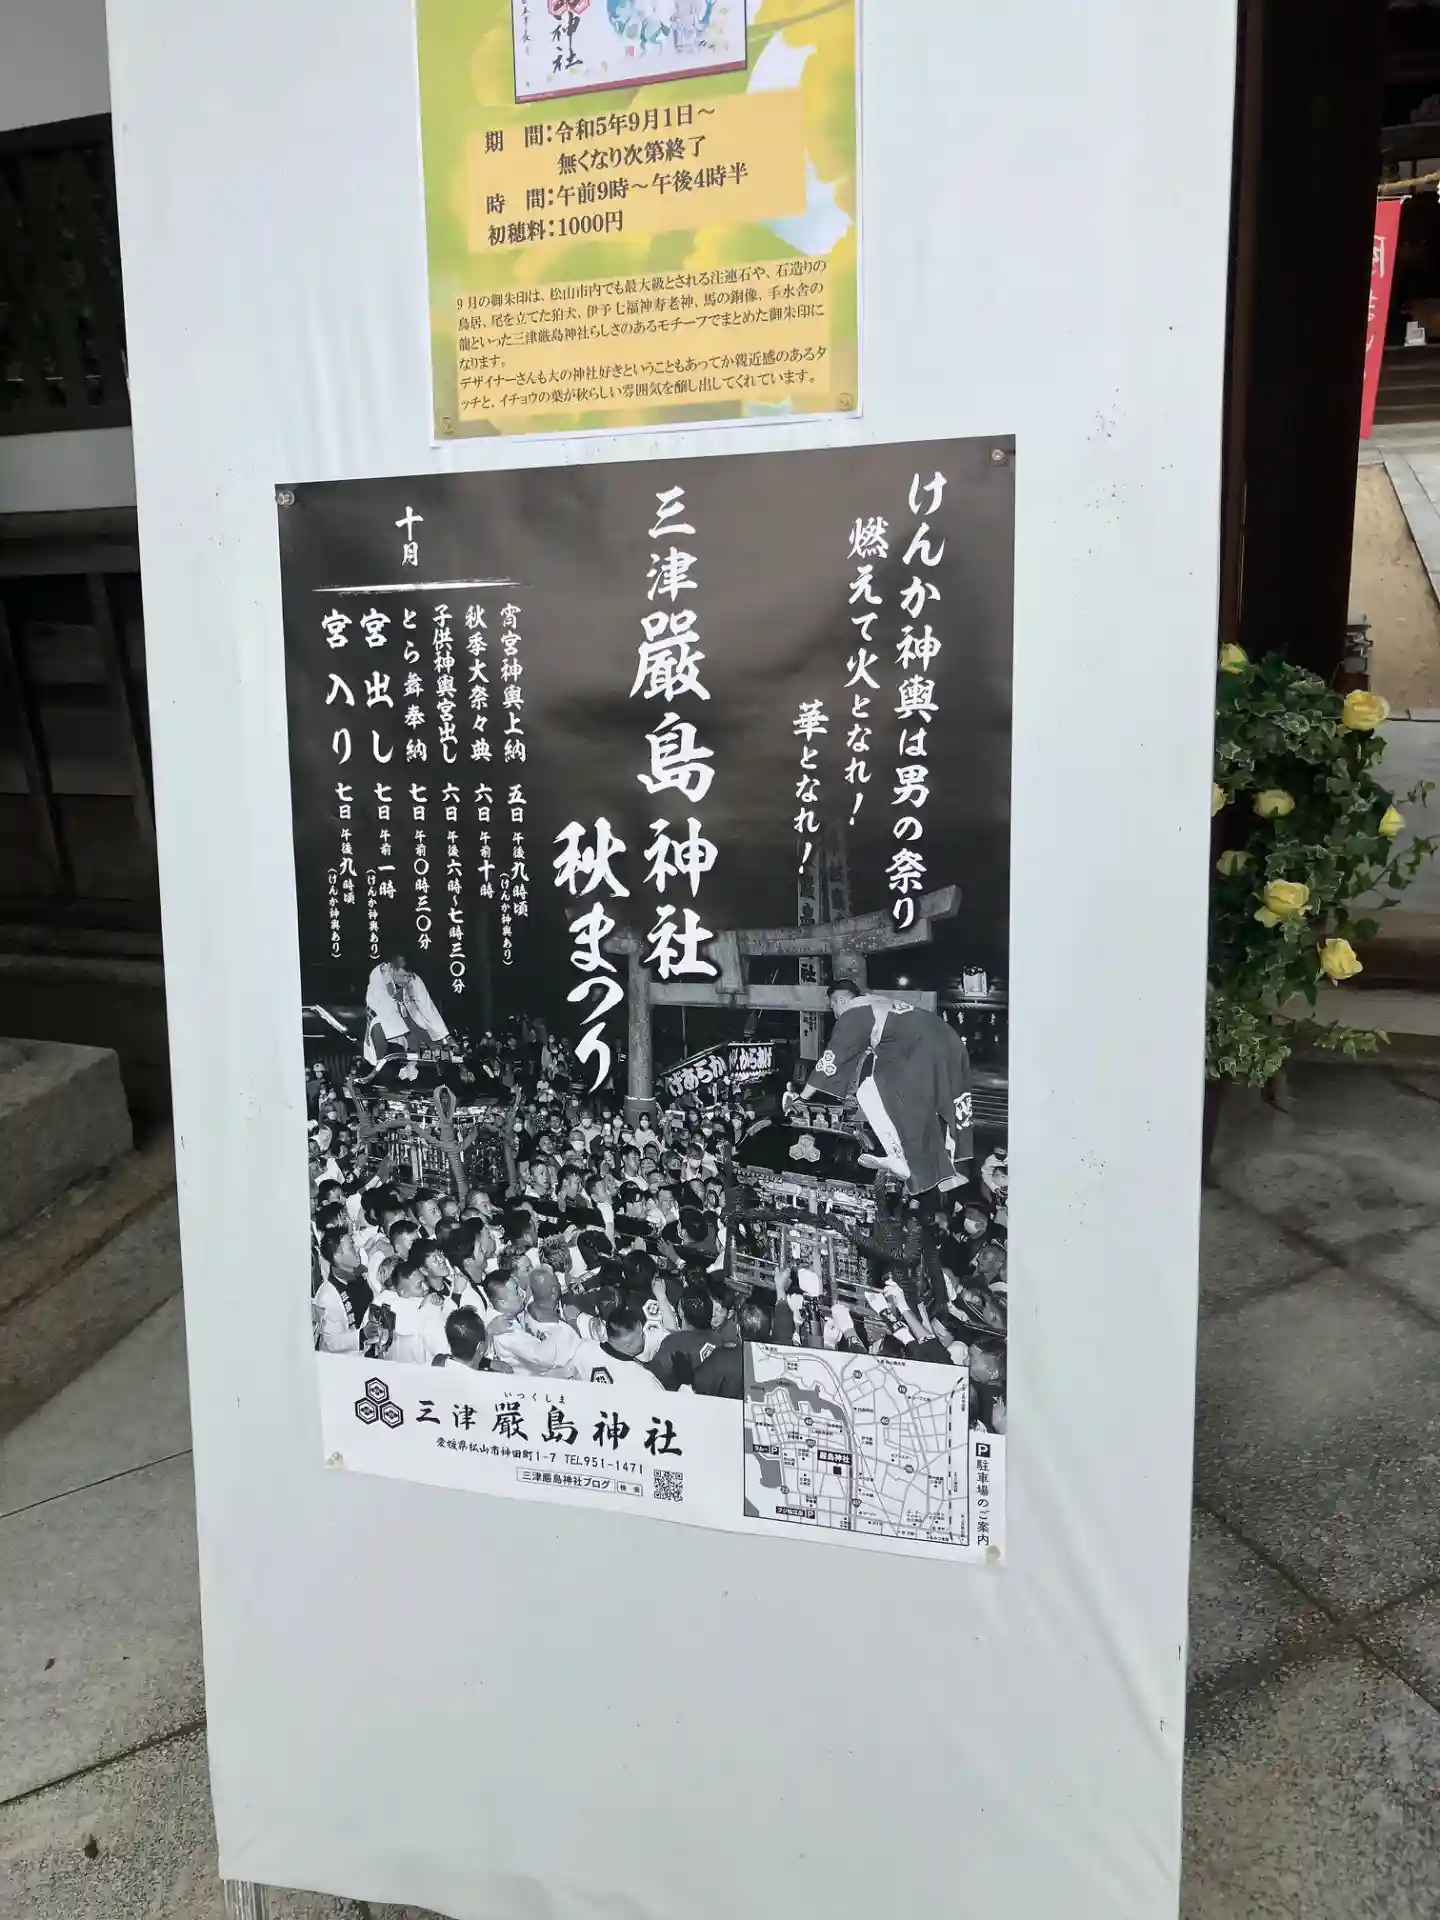 神社
期　間：令和5年9月1日～
無くなり次第終了
時　間：午前9時～午後4時半
初穂料：1000円
9月の御朱印は、松山市内でも最大級とされる注連石や、石造りの
鳥居、尾を立てた狛犬、伊予七福神寿老神、馬の銅像、手水舎の
龍といった三津厳島神社らしさのあるモチーフでまとめた御朱印に
なります。
デザイナーさんも大の神社好きということもあってか親近感のあるタ
ッチと、イチョウの葉が秋らしい雰囲気を醸し出してくれています。
けんか神輿は男の祭り
燃えて火となれ！
華となれ！
三津嚴島神社
秋まつり
十月
宵宮神輿上納 五日 午後九時頃（けんか神輿あり）
秋季大祭々典 六日 午前十時
子供神輿宮出し 六日 午後六時～七時三〇分
とら舞奉納 七日 午前〇時三〇分
宮出し 七日 午前一時（けんか神輿あり）
宮入り 七日 午後九時頃（けんか神輿あり）
いつくしま
三津嚴島神社
愛媛県松山市神田町1-7 TEL951-1471
三津厳島神社ブログ 検索
嚴島神社
P駐車場のご案内